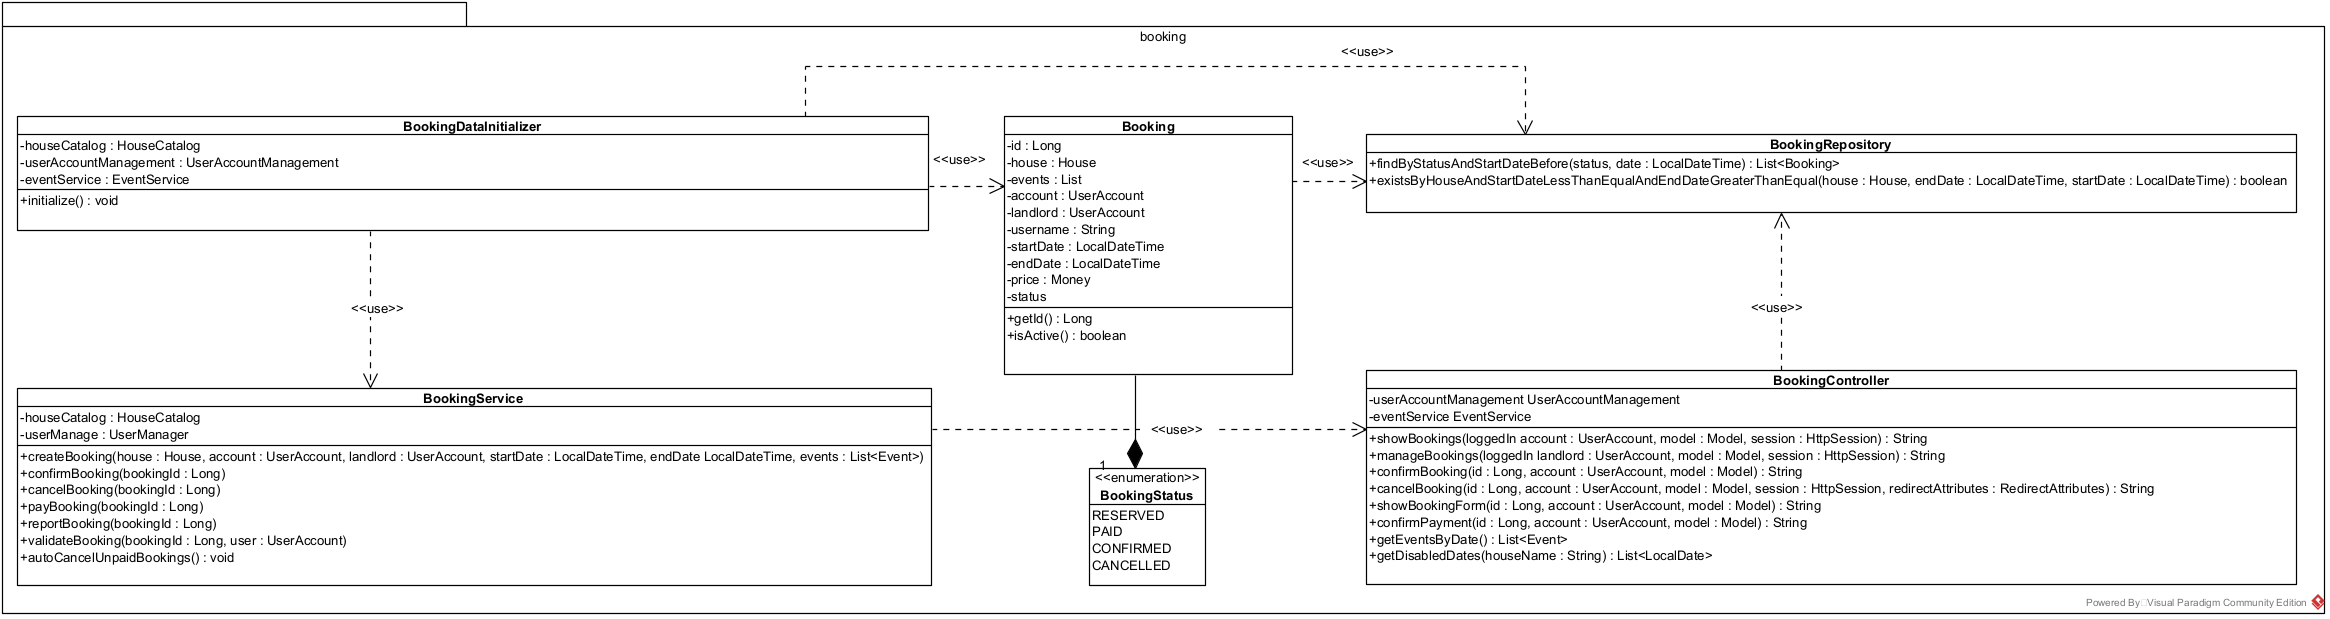 booking
<<use>>
BookingDataInitializer
-houseCatalog : HouseCatalog
-userAccountManagement : UserAccountManagement
-eventService : EventService
+initialize() : void
<<use>>
Booking
-id : Long
-house : House
-events : List
-account : UserAccount
-landlord : UserAccount
-username : String
-startDate : LocalDateTime
-endDate : LocalDateTime
-price : Money
-status
+getId() : Long
+isActive() : boolean
<<use>>
BookingRepository
+findByStatusAndStartDateBefore(status, date : LocalDateTime) : List<Booking>
+existsByHouseAndStartDateLessThanEqualAndEndDateGreaterThanEqual(house : House, endDate : LocalDateTime, startDate : LocalDateTime) : boolean
<<use>>
<<use>>
BookingService
-houseCatalog : HouseCatalog
-userManage : UserManager
+createBooking(house : House, account : UserAccount, landlord : UserAccount, startDate : LocalDateTime, endDate LocalDateTime, events : List<Event>)
+confirmBooking(bookingId : Long)
+cancelBooking(bookingId : Long)
+payBooking(bookingId : Long)
+reportBooking(bookingId : Long)
+validateBooking(bookingId : Long, user : UserAccount)
+autoCancelUnpaidBookings() : void
<<use>>
1
<<enumeration>>
BookingStatus
RESERVED
PAID
CONFIRMED
CANCELLED
BookingController
-userAccountManagement UserAccountManagement
-eventService EventService
+showBookings(loggedIn account : UserAccount, model : Model, session : HttpSession) : String
+manageBookings(loggedIn landlord : UserAccount, model : Model, session : HttpSession) : String
+confirmBooking(id : Long, account : UserAccount, model : Model) : String
+cancelBooking(id : Long, account : UserAccount, model : Model, session : HttpSession, redirectAttributes : RedirectAttributes) : String
+showBookingForm(id : Long, account : UserAccount, model : Model) : String
+confirmPayment(id : Long, account : UserAccount, model : Model) : String
+getEventsByDate() : List<Event>
+getDisabledDates(houseName : String) : List<LocalDate>
Powered By Visual Paradigm Community Edition